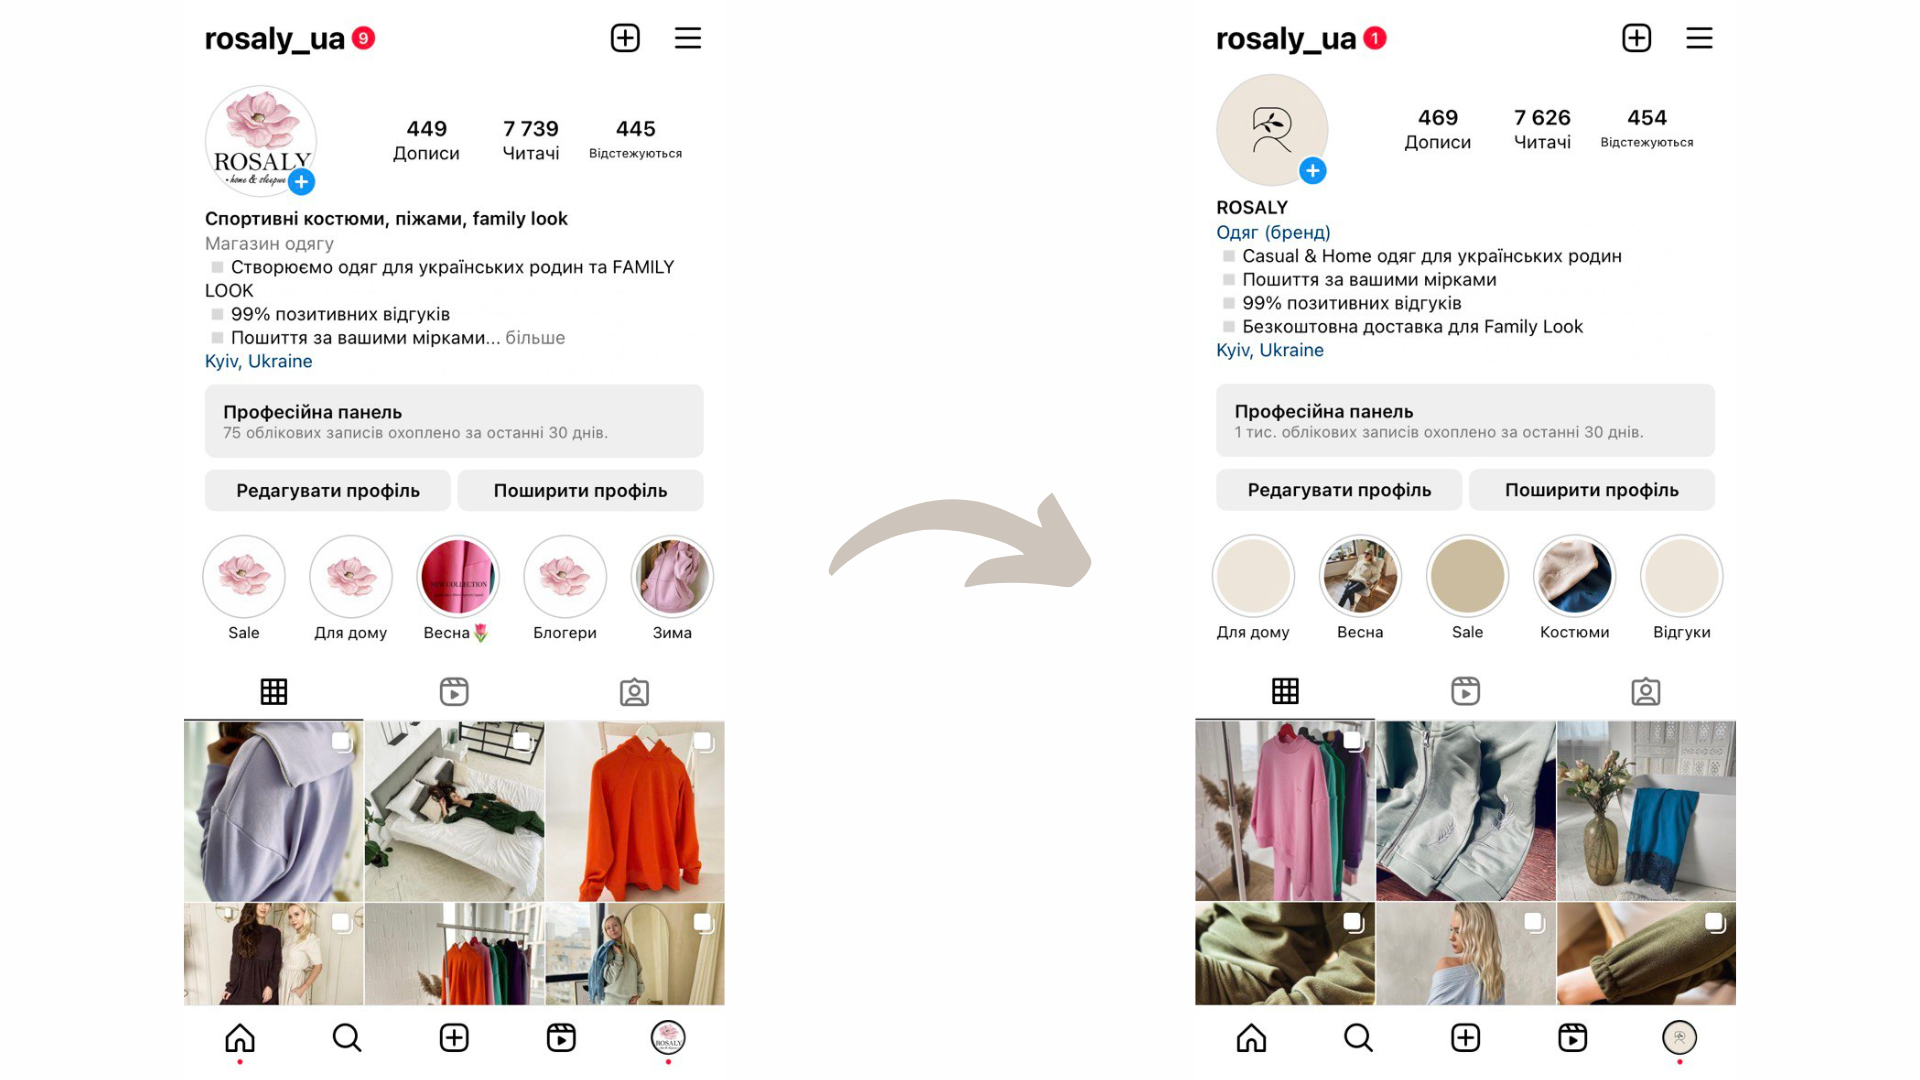 rosaly_ua 9
ROSALY
home &
449 7 739 445
Дописи Читачі Відстежуються
Спортивні костюми, піжами, family look
Магазин одягу
Створюємо одяг для українських родин та FAMILY
LOOK
99% позитивних відгуків
Пошиття за вашими мірками... більше
Kyiv, Ukraine
Професійна панель
75 облікових записів охоплено за останні 30 днів.
Редагувати профіль Поширити профіль
COLLECTION
Sale Для дому Весна🌷 Блогери Зима
ROSALY
rosaly_ua 1
469 7 626 454
Дописи Читачі Відстежуються
ROSALY
Одяг (бренд)
Casual & Home одяг для українських родин
Пошиття за вашими мірками
99% позитивних відгуків
Безкоштовна доставка для Family Look
Kyiv, Ukraine
Професійна панель
1 тис. облікових записів охоплено за останні 30 днів.
Редагувати профіль Поширити профіль
Для дому Весна Sale Костюми Відгуки